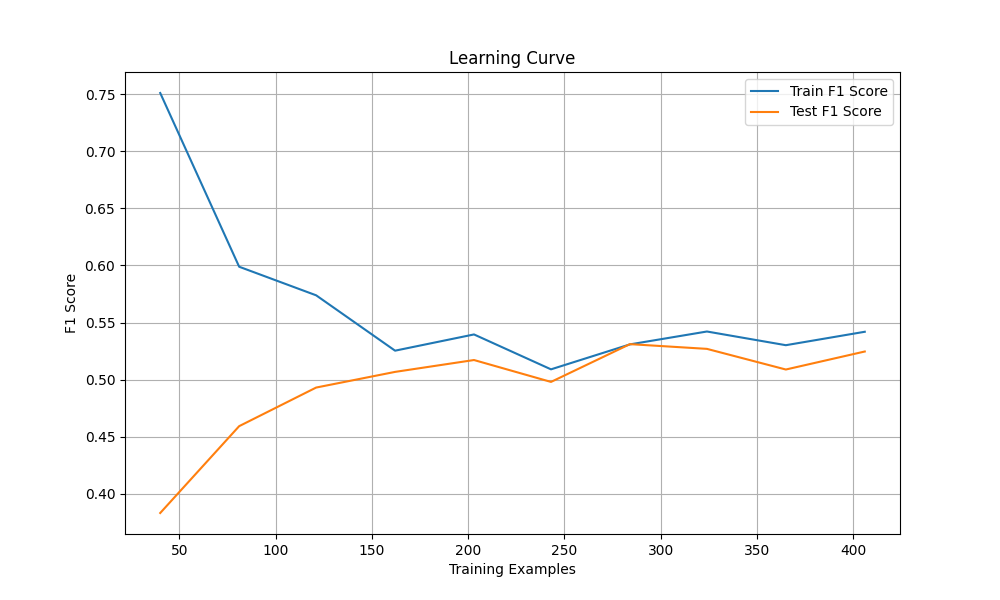 Learning Curve
Train F1 Score
Test F1 Score
0.75
0.70
0.65
0.60
0.55
0.50
0.45
0.40
F1 Score
50 100 150 200 250 300 350 400
Training Examples